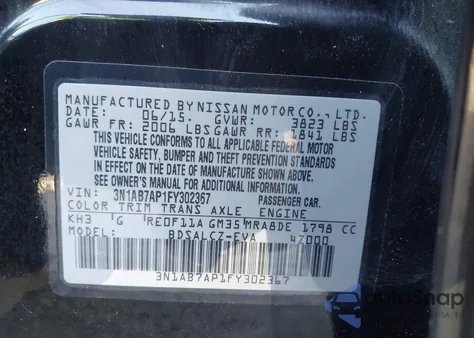 MANUFACTURED BY NISSAN MOTOR CO., LTD.
DATE: 06/15. GVWR: 3823 LBS
GAWR FR: 2006 LBS GAWR RR: 1841 LBS
THIS VEHICLE CONFORMS TO ALL APPLICABLE FEDERAL MOTOR
VEHICLE SAFETY, BUMPER AND THEFT PREVENTION STANDARDS
IN EFFECT ON THE DATE OF MANUFACTURE SHOWN ABOVE.
SEE OWNER'S MANUAL FOR ADDITIONAL INFORMATION.
VIN: 3N1AB7AP1FY302367 PASSENGER CAR.
COLOR TRIM TRANS AXLE ENGINE
KH3 G RE0F11A GM35 MRA8DE 1798 CC
MODEL: BDSALCZ-EVA 47000
3N1AB7AP1FY302367
AutoSnap